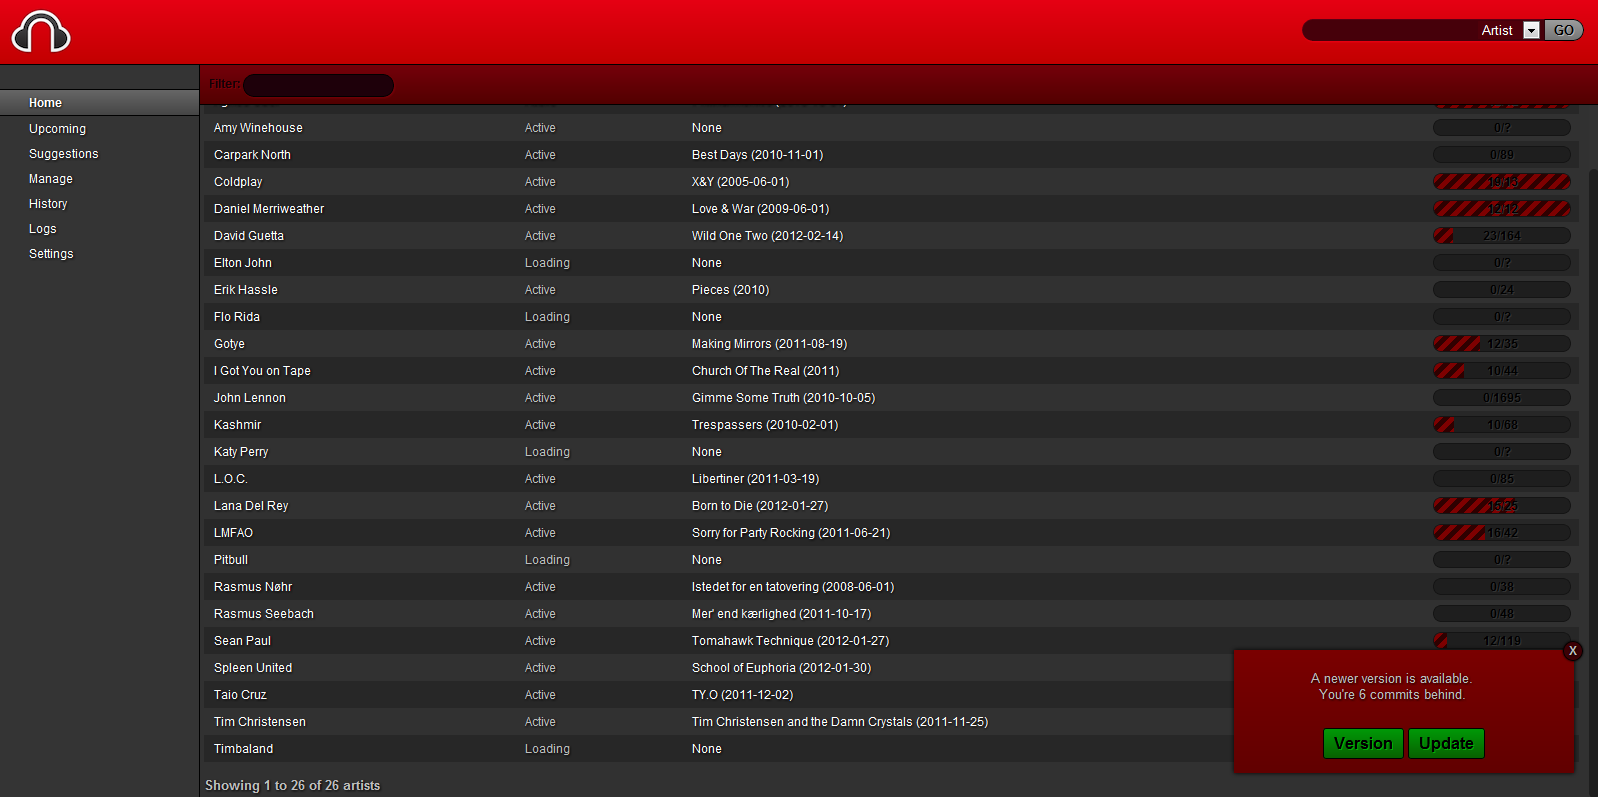 Artist GO
Filter:
Home
Upcoming
Suggestions
Manage
History
Logs
Settings
Amy Winehouse Active None 0/?
Carpark North Active Best Days (2010-11-01) 0/89
Coldplay Active X&Y (2005-06-01)
Daniel Merriweather Active Love & War (2009-06-01) 12/12
David Guetta Active Wild One Two (2012-02-14) 23/164
Elton John Loading None 0/?
Erik Hassle Active Pieces (2010) 0/24
Flo Rida Loading None 0/?
Gotye Active Making Mirrors (2011-08-19) 12/35
I Got You on Tape Active Church Of The Real (2011) 10/44
John Lennon Active Gimme Some Truth (2010-10-05) 0/1695
Kashmir Active Trespassers (2010-02-01) 10/68
Katy Perry Loading None 0/?
L.O.C. Active Libertiner (2011-03-19) 0/85
Lana Del Rey Active Born to Die (2012-01-27)
LMFAO Active Sorry for Party Rocking (2011-06-21) 16/42
Pitbull Loading None 0/?
Rasmus Nøhr Active Istedet for en tatovering (2008-06-01) 0/38
Rasmus Seebach Active Mer' end kærlighed (2011-10-17) 0/48
Sean Paul Active Tomahawk Technique (2012-01-27) 12/119
Spleen United Active School of Euphoria (2012-01-30)
Taio Cruz Active TY.O (2011-12-02)
Tim Christensen Active Tim Christensen and the Damn Crystals (2011-11-25)
Timbaland Loading None
Showing 1 to 26 of 26 artists
X
A newer version is available.
You're 6 commits behind.
Version Update